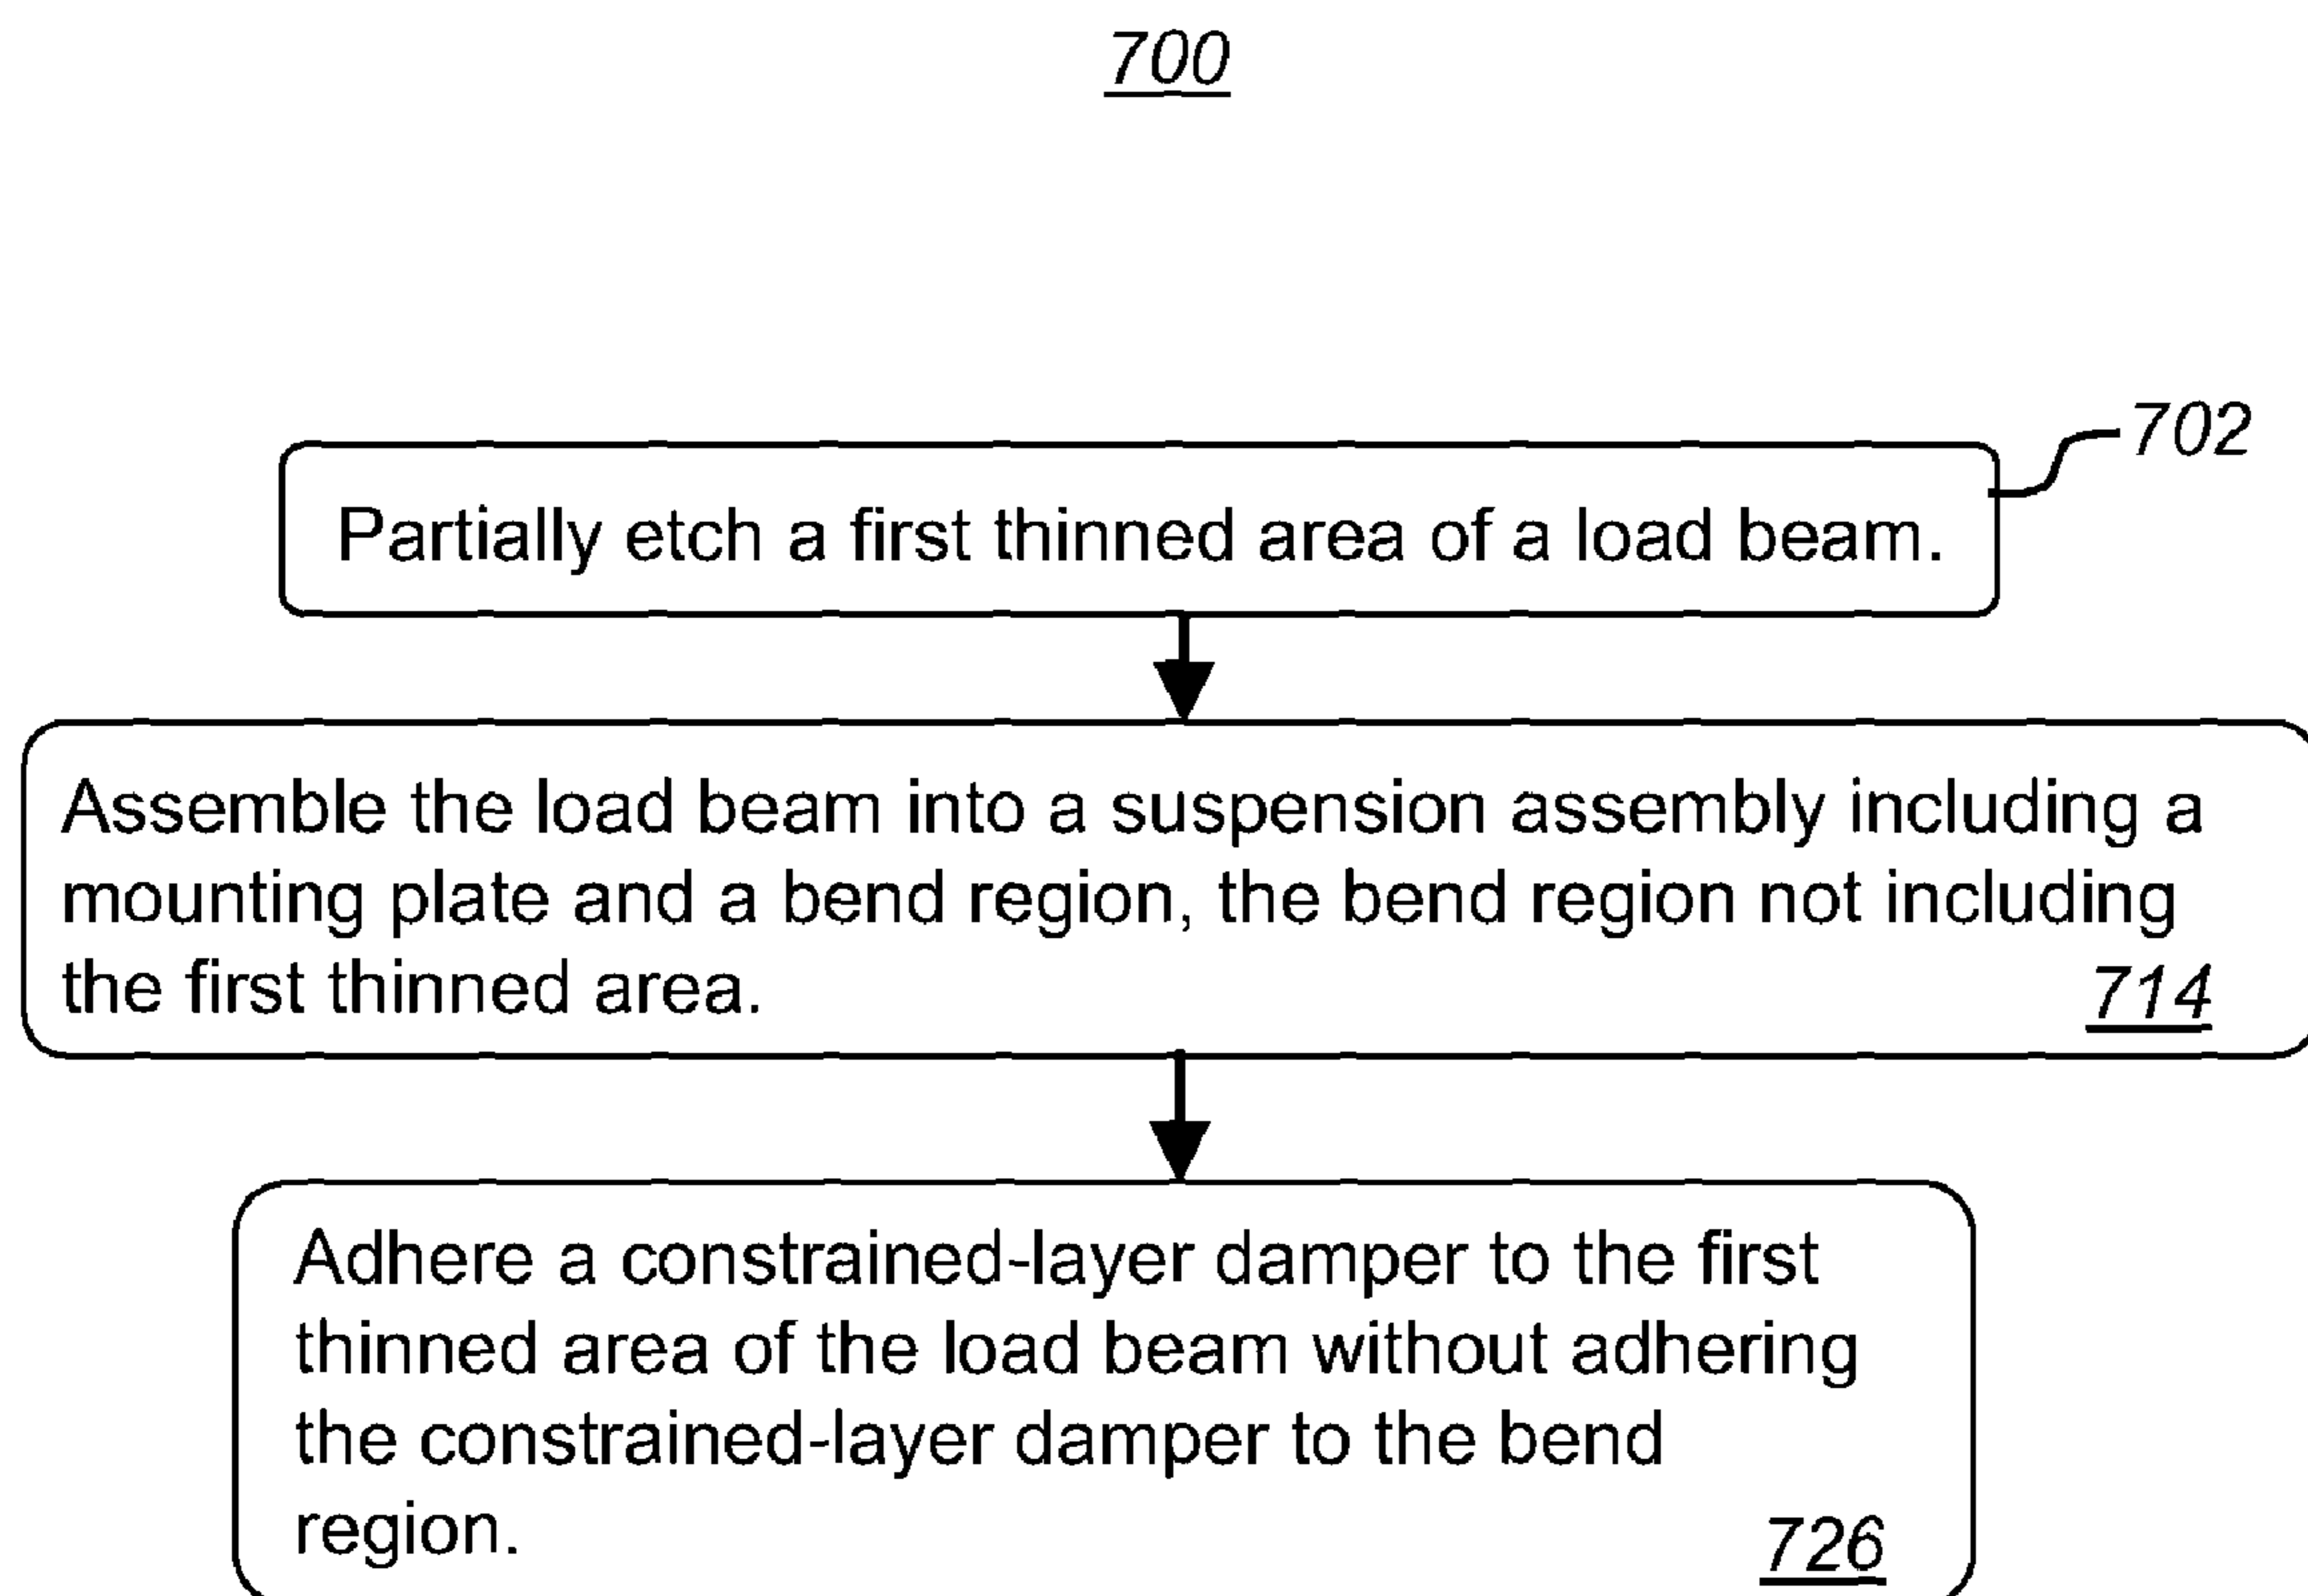 700
702
Partially etch a first thinned area of a load beam.
Assemble the load beam into a suspension assembly including a
mounting plate and a bend region, the bend region not including
the first thinned area.
714
Adhere a constrained-layer damper to the first
thinned area of the load beam without adhering
the constrained-layer damper to the bend
region.
726